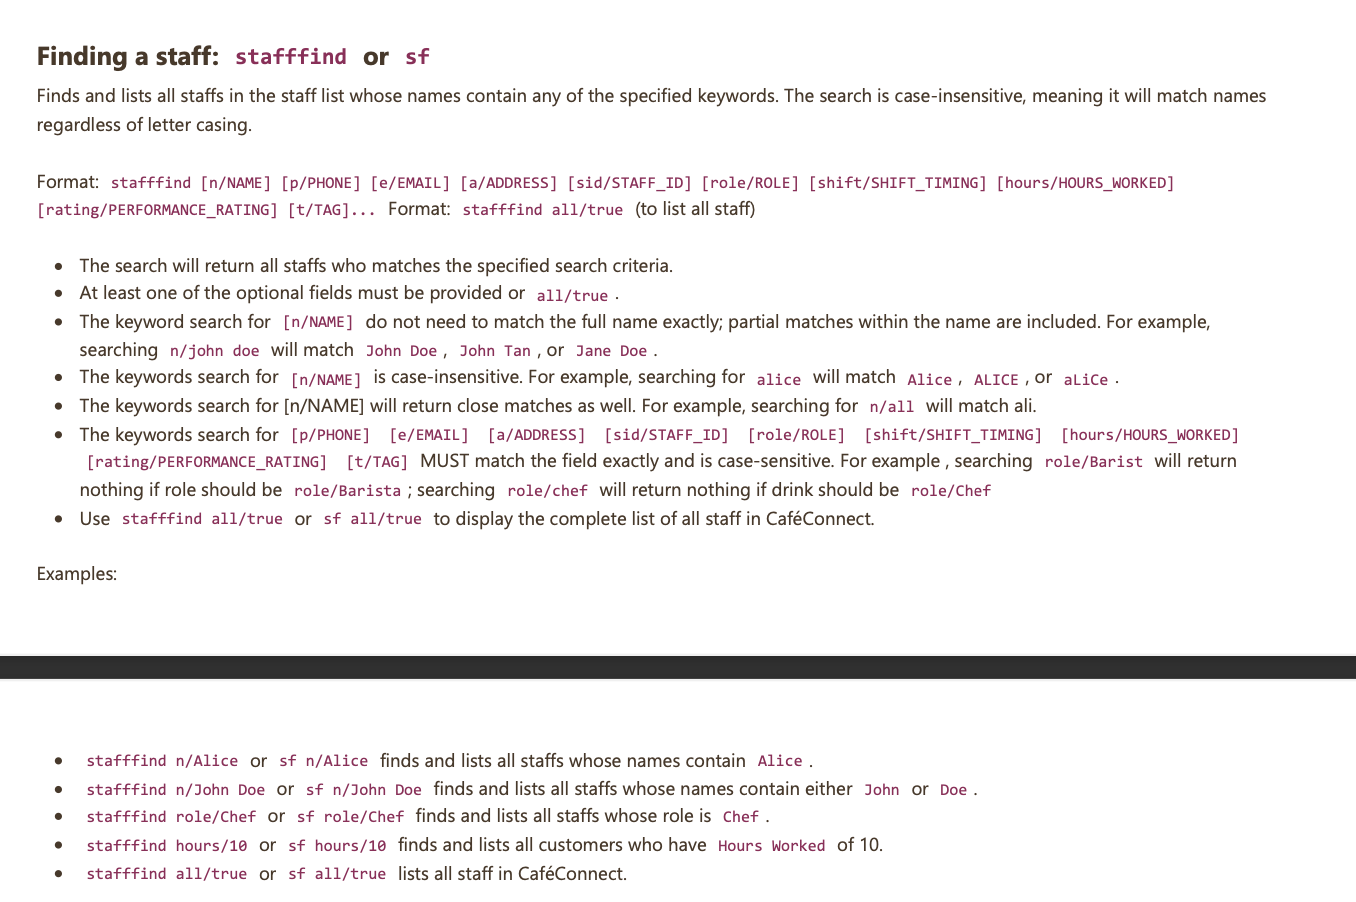 Finding a staff: stafffind or sf
Finds and lists all staffs in the staff list whose names contain any of the specified keywords. The search is case-insensitive, meaning it will match names
regardless of letter casing.
Format: stafffind [n/NAME] [p/PHONE] [e/EMAIL] [a/ADDRESS] [sid/STAFF_ID] [role/ROLE] [shift/SHIFT_TIMING] [hours/HOURS_WORKED]
[rating/PERFORMANCE_RATING] [t/TAG]... Format: stafffind all/true (to list all staff)
• The search will return all staffs who matches the specified search criteria.
• At least one of the optional fields must be provided or all/true .
• The keyword search for [n/NAME] do not need to match the full name exactly; partial matches within the name are included. For example,
searching n/john doe will match John Doe , John Tan , or Jane Doe .
• The keywords search for [n/NAME] is case-insensitive. For example, searching for alice will match Alice , ALICE , or aLiCe .
• The keywords search for [n/NAME] will return close matches as well. For example, searching for n/all will match ali.
• The keywords search for [p/PHONE] [e/EMAIL] [a/ADDRESS] [sid/STAFF_ID] [role/ROLE] [shift/SHIFT_TIMING] [hours/HOURS_WORKED]
[rating/PERFORMANCE_RATING] [t/TAG] MUST match the field exactly and is case-sensitive. For example , searching role/Barist will return
nothing if role should be role/Barista ; searching role/chef will return nothing if drink should be role/Chef
• Use stafffind all/true or sf all/true to display the complete list of all staff in CaféConnect.
Examples:
• stafffind n/Alice or sf n/Alice finds and lists all staffs whose names contain Alice .
• stafffind n/John Doe or sf n/John Doe finds and lists all staffs whose names contain either John or Doe .
• stafffind role/Chef or sf role/Chef finds and lists all staffs whose role is Chef .
• stafffind hours/10 or sf hours/10 finds and lists all customers who have Hours Worked of 10.
• stafffind all/true or sf all/true lists all staff in CaféConnect.